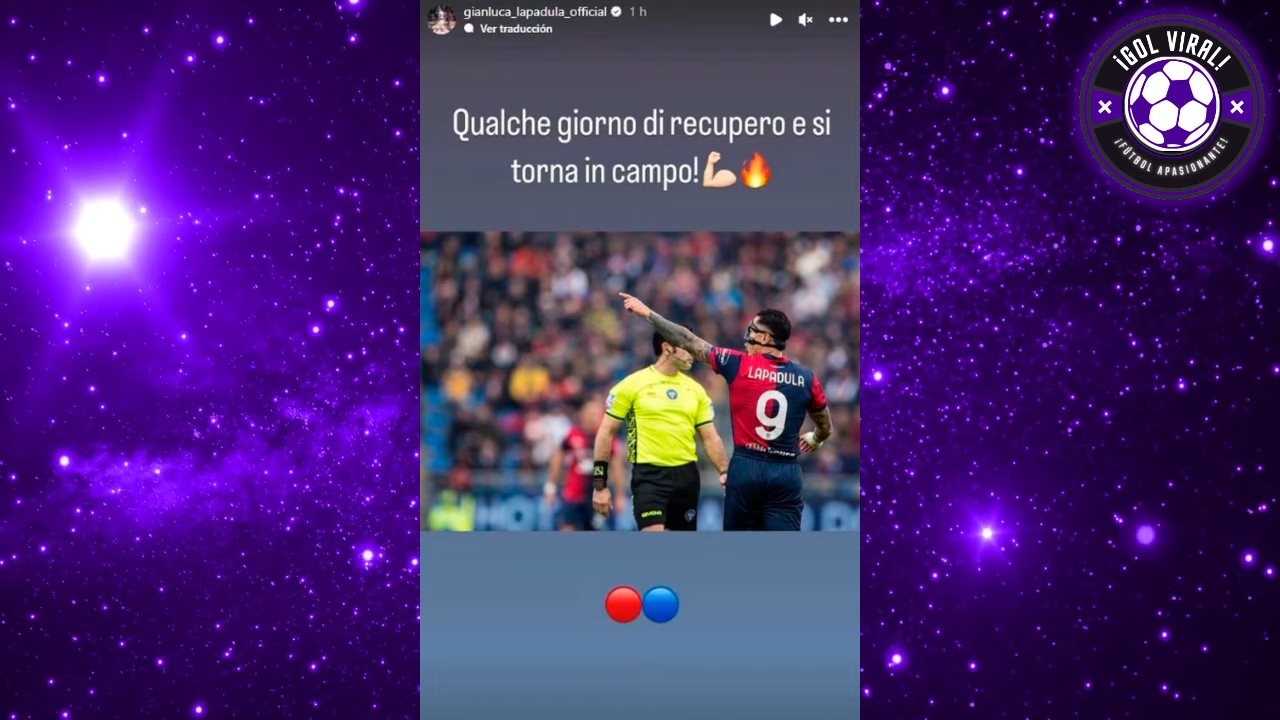 gianluca_lapadula_official 1 h
Ver traducción
¡GOL VIRAL!
¡FÚTBOL APASIONANTE!
Qualche giorno di recupero e si
torna in campo!💪🏻🔥
LAPADULA
9
🔴🔵